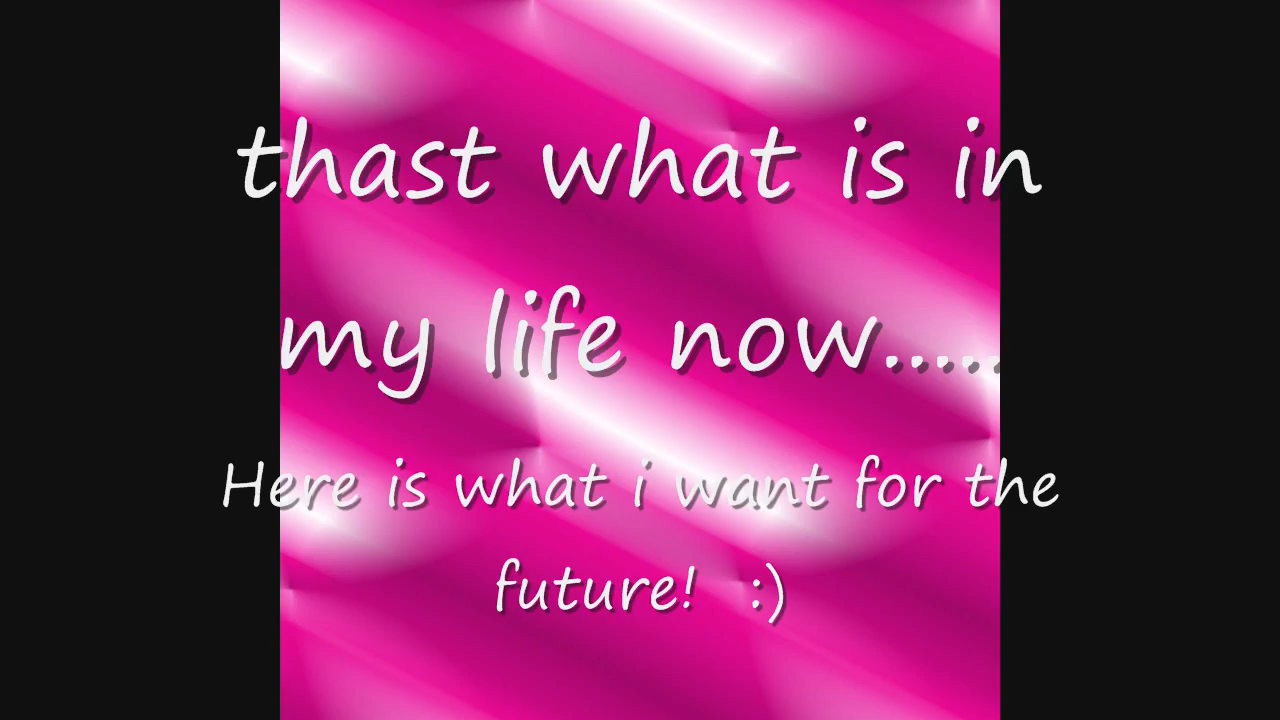 thast what is in
my life now.....
Here is what i want for the
future! :)